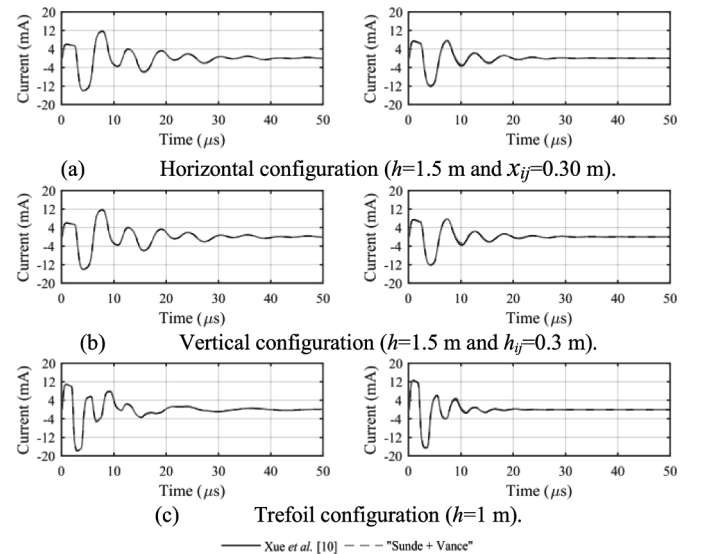 Current (mA)
20
12
4
-4
-12
-20
0 10 20 30 40 50
Time (μs)
Current (mA)
20
12
4
-4
-12
-20
0 10 20 30 40 50
Time (μs)
(a) Horizontal configuration (h=1.5 m and xij=0.30 m).
Current (mA)
20
12
4
-4
-12
-20
0 10 20 30 40 50
Time (μs)
Current (mA)
20
12
4
-4
-12
-20
0 10 20 30 40 50
Time (μs)
(b) Vertical configuration (h=1.5 m and hij=0.3 m).
Current (mA)
20
12
4
-4
-12
-20
0 10 20 30 40 50
Time (μs)
Current (mA)
20
12
4
-4
-12
-20
0 10 20 30 40 50
Time (μs)
(c) Trefoil configuration (h=1 m).
Xue et al. [10] "Sunde + Vance"